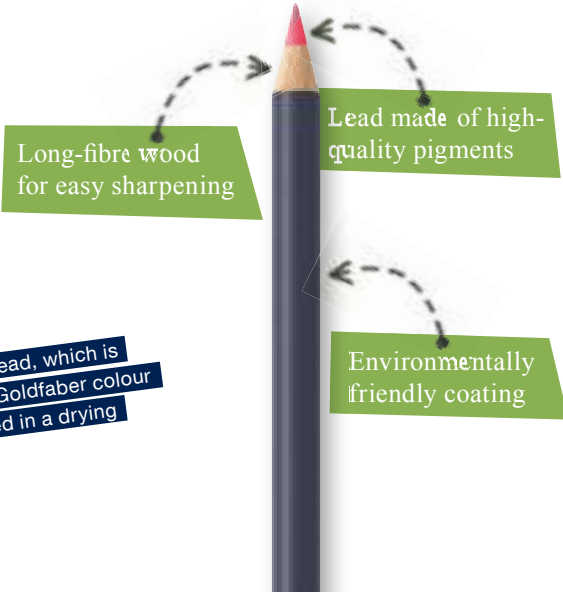 Lead made of high-
quality pigments
Long-fibre wood
for easy sharpening
Environmentally
friendly coating
ead, which is
Goldfaber colour
ed in a drying